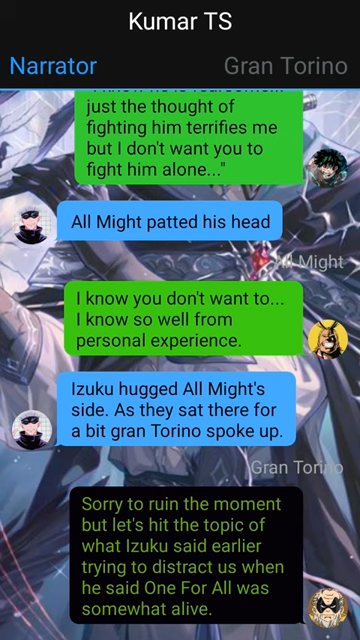 Kumar TS
Narrator
Gran Torino
just the thought of
fighting him terrifies me
but I don't want you to
fight him alone..."
All Might patted his head
All Might
I know you don't want to...
I know so well from
personal experience.
Izuku hugged All Might's
side. As they sat there for
a bit gran Torino spoke up.
Gran Torino
Sorry to ruin the moment
but let's hit the topic of
what Izuku said earlier
trying to distract us when
he said One For All was
somewhat alive.